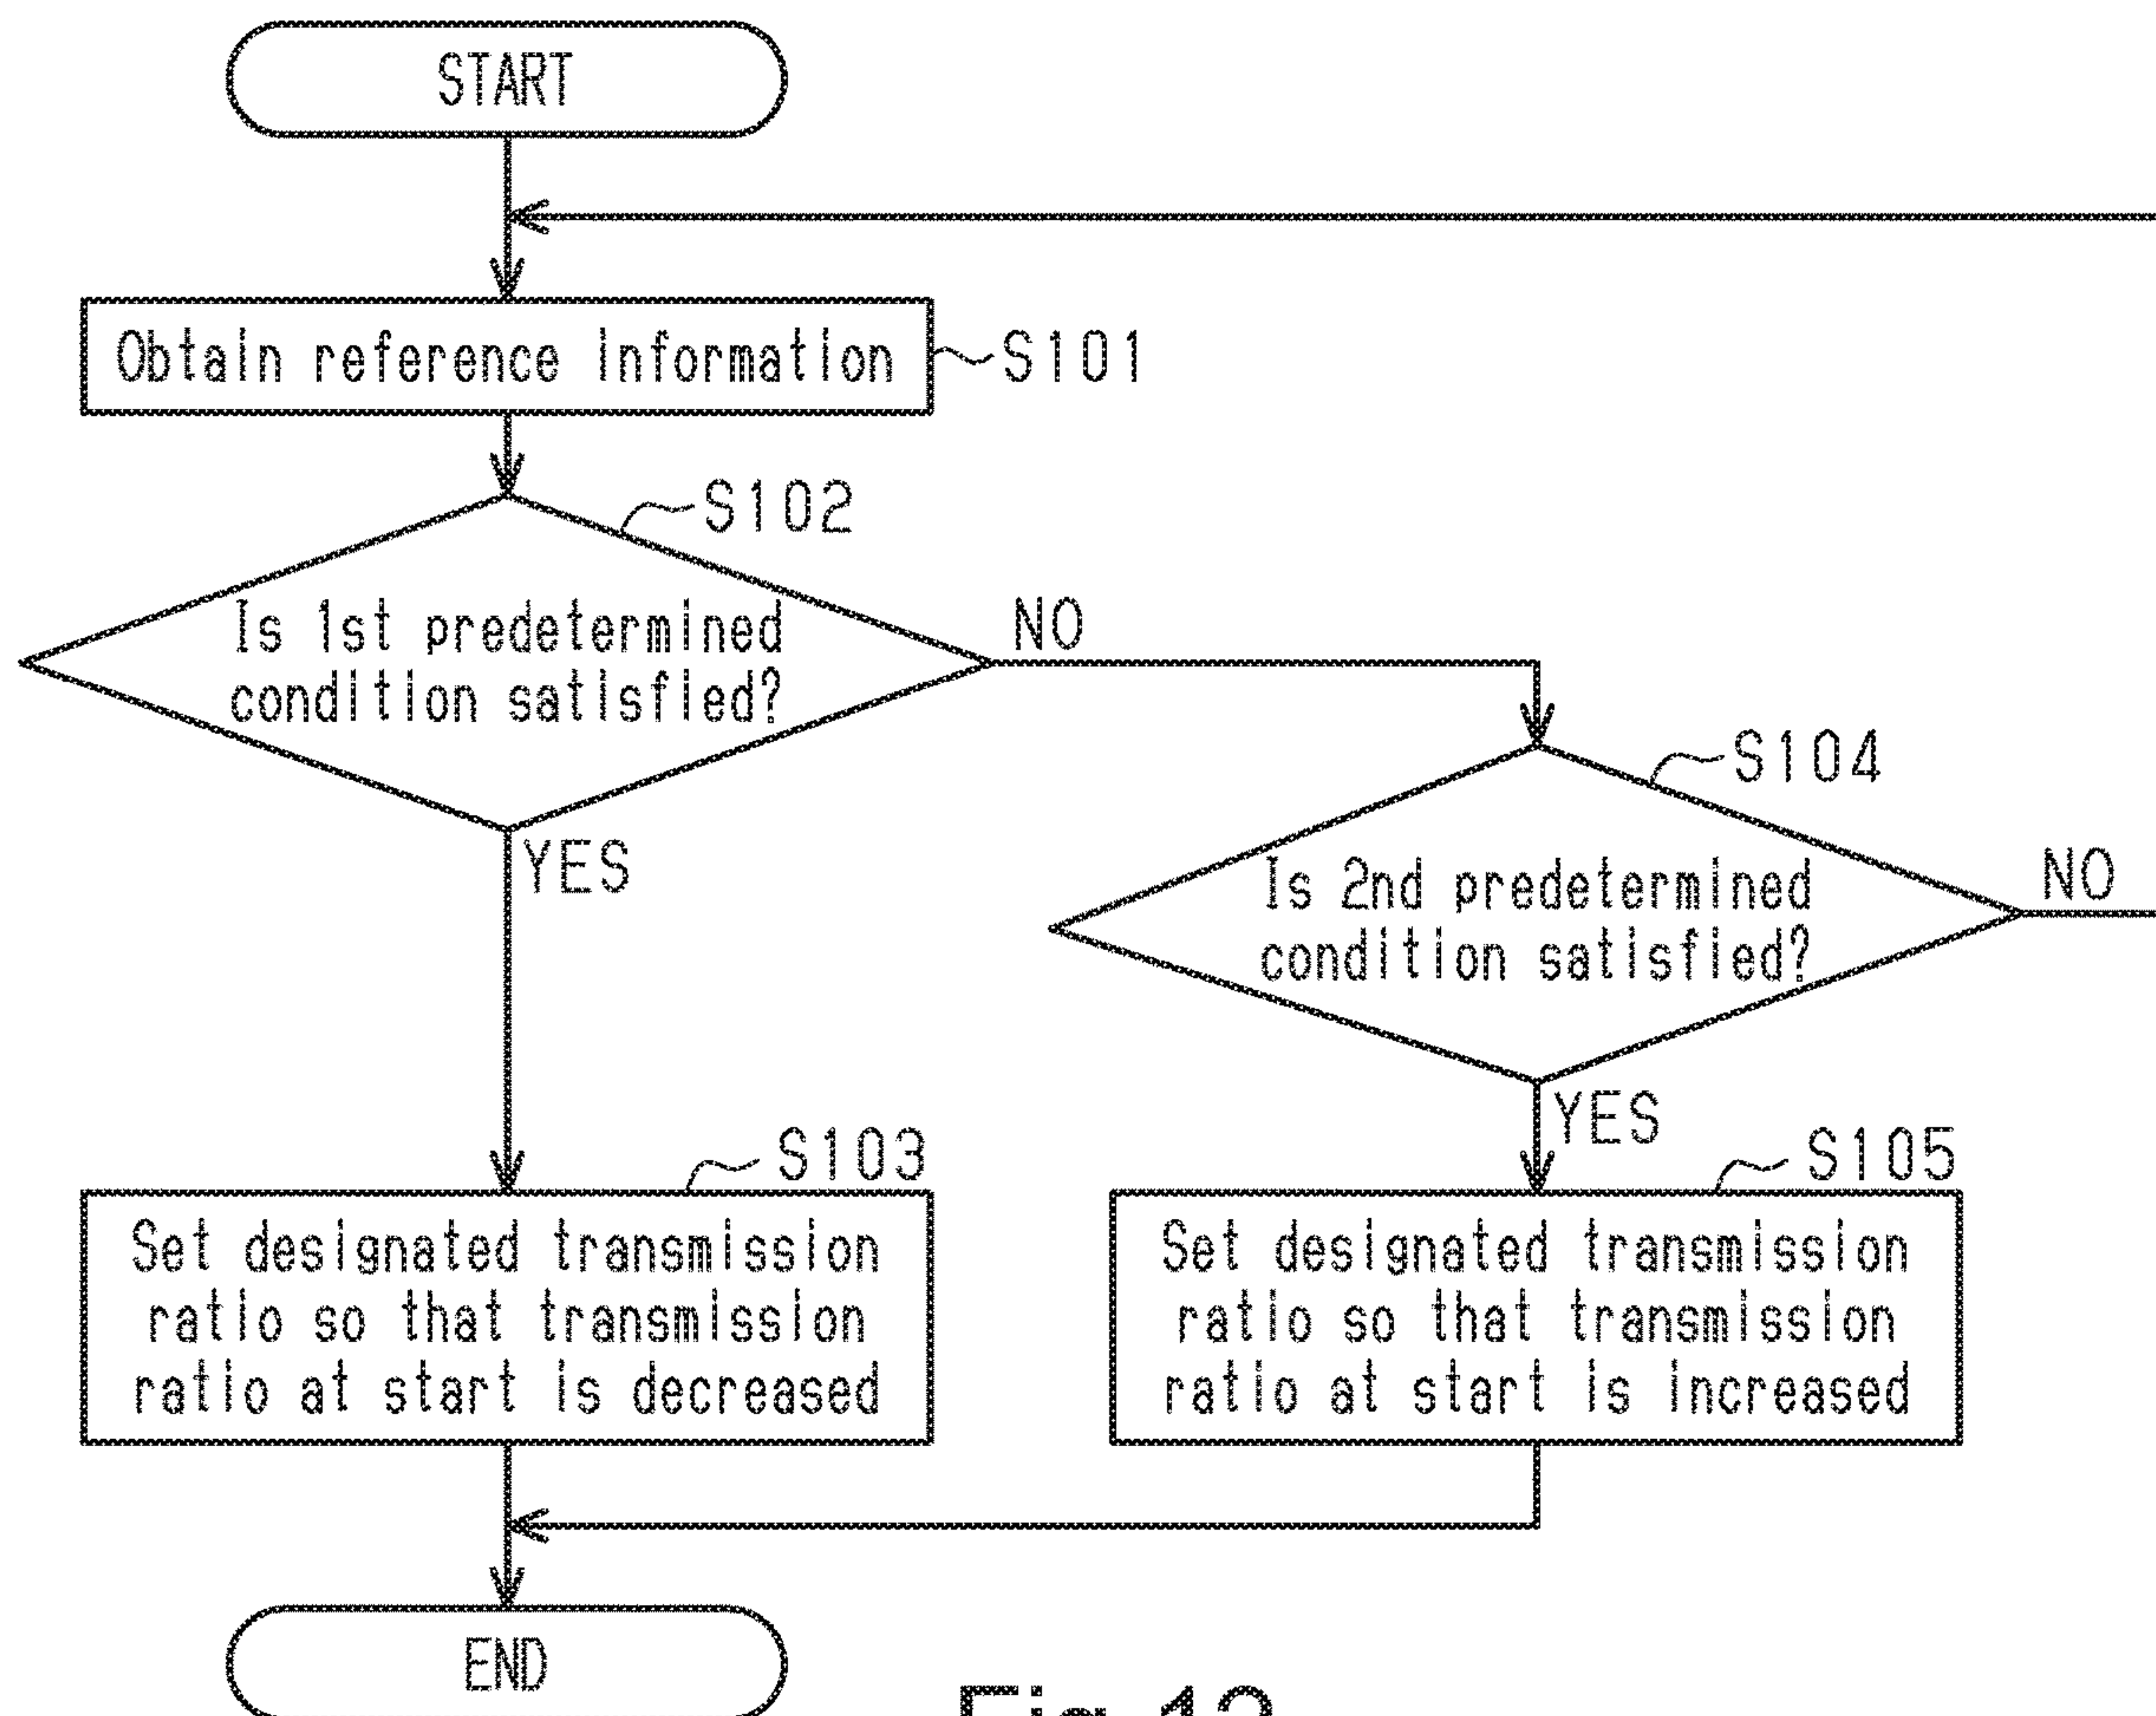 START
Obtain reference information
S101
S102
Is 1st predetermined
condition satisfied?
NO
YES
S104
Is 2nd predetermined
condition satisfied?
NO
YES
S103
Set designated transmission
ratio so that transmission
ratio at start is decreased
S105
Set designated transmission
ratio so that transmission
ratio at start is increased
END